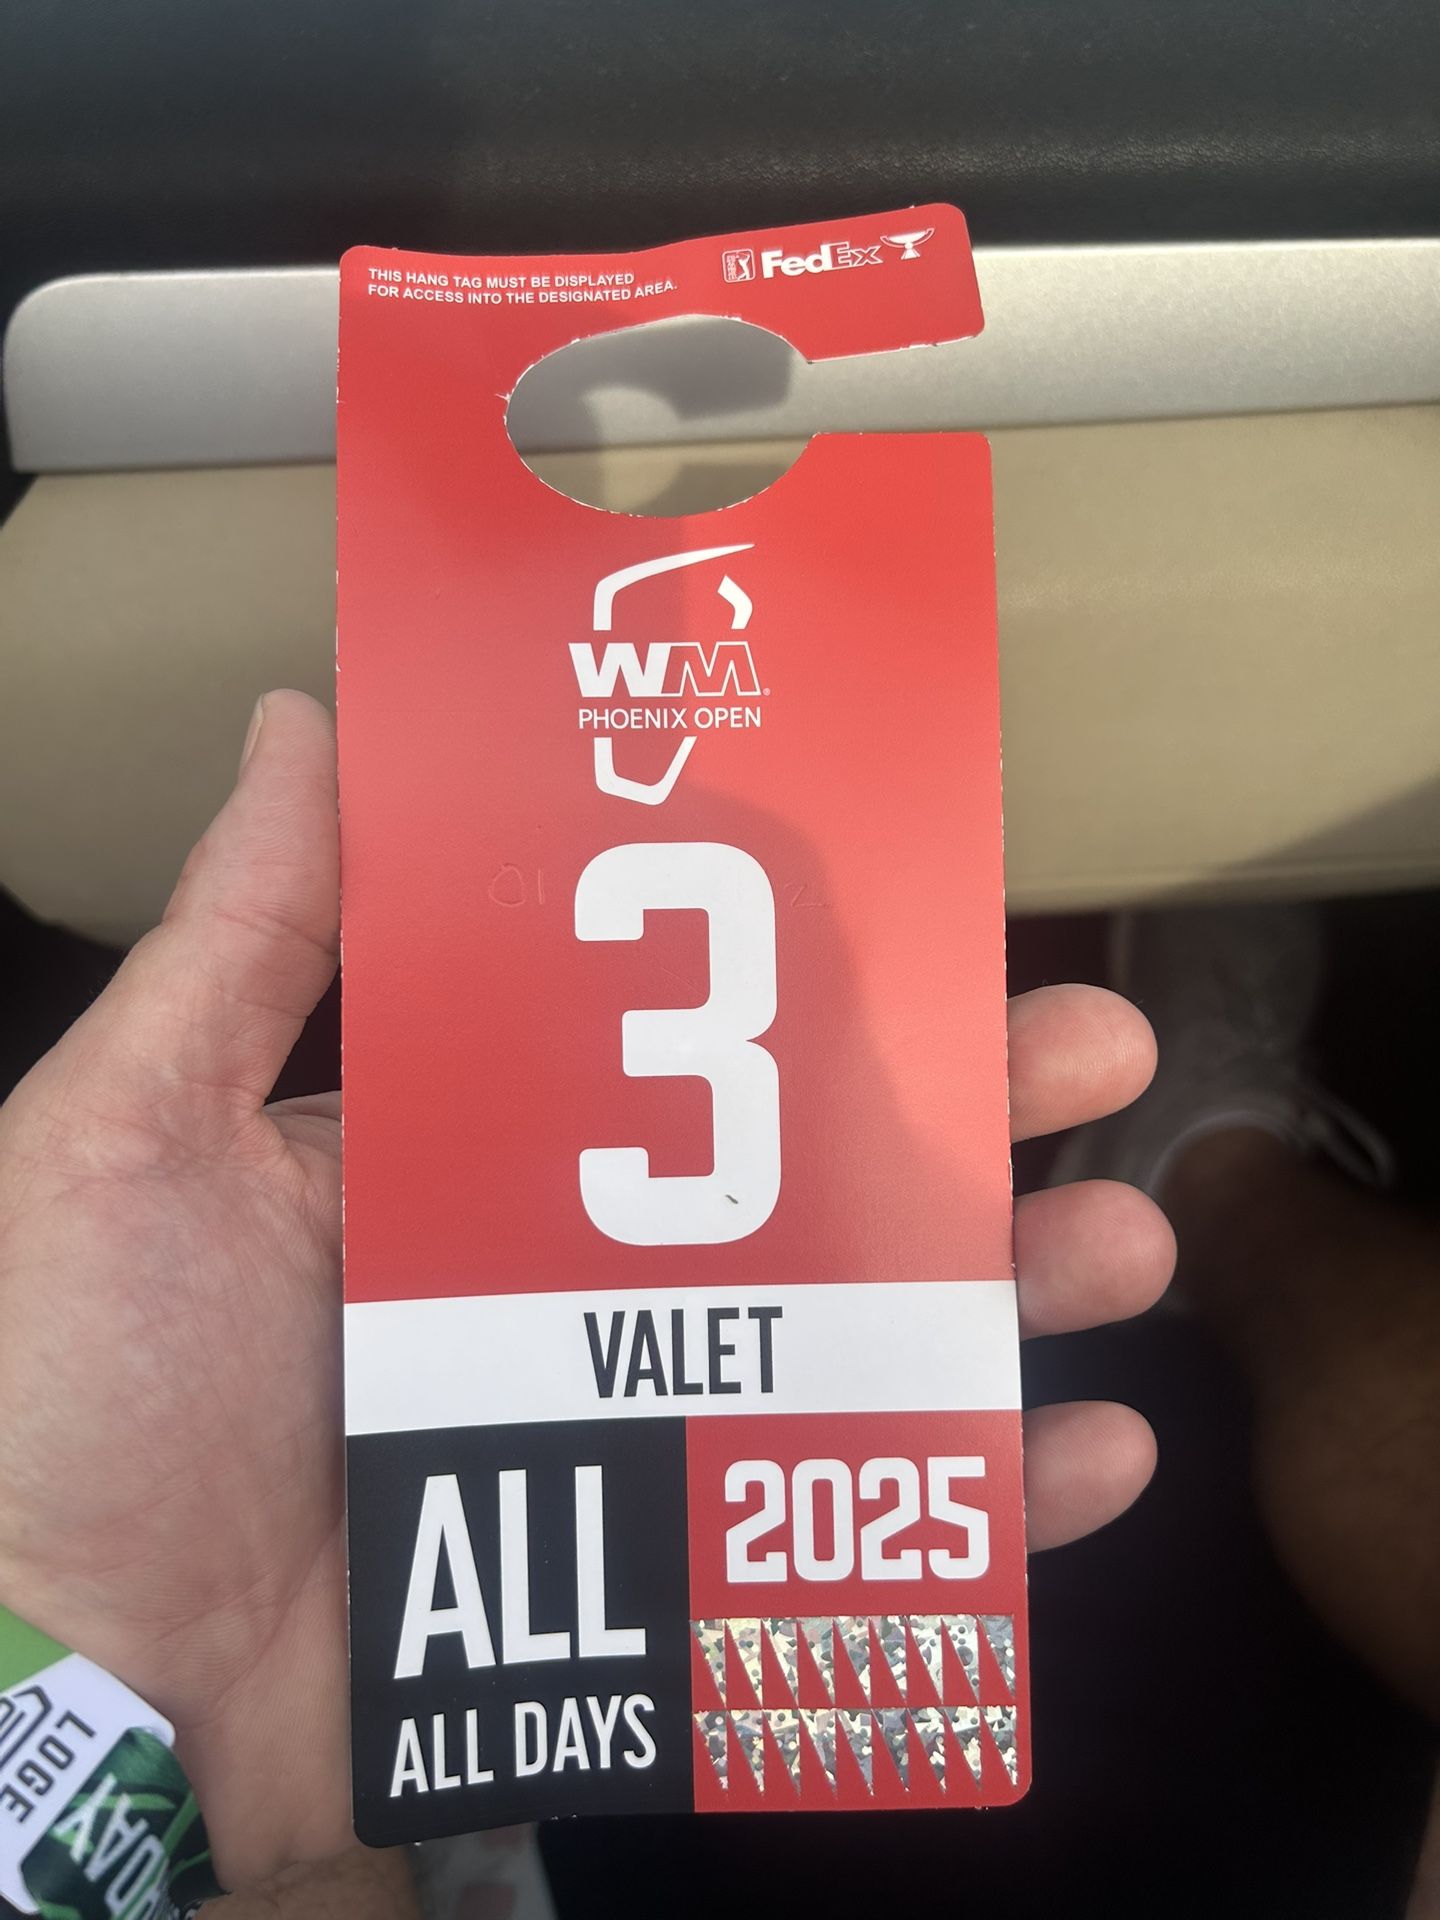 THIS HANG TAG MUST BE DISPLAYED
FOR ACCESS INTO THE DESIGNATED AREA.
FedEx
WM®
PHOENIX OPEN
3
VALET
ALL
ALL DAYS
2025
LOGE